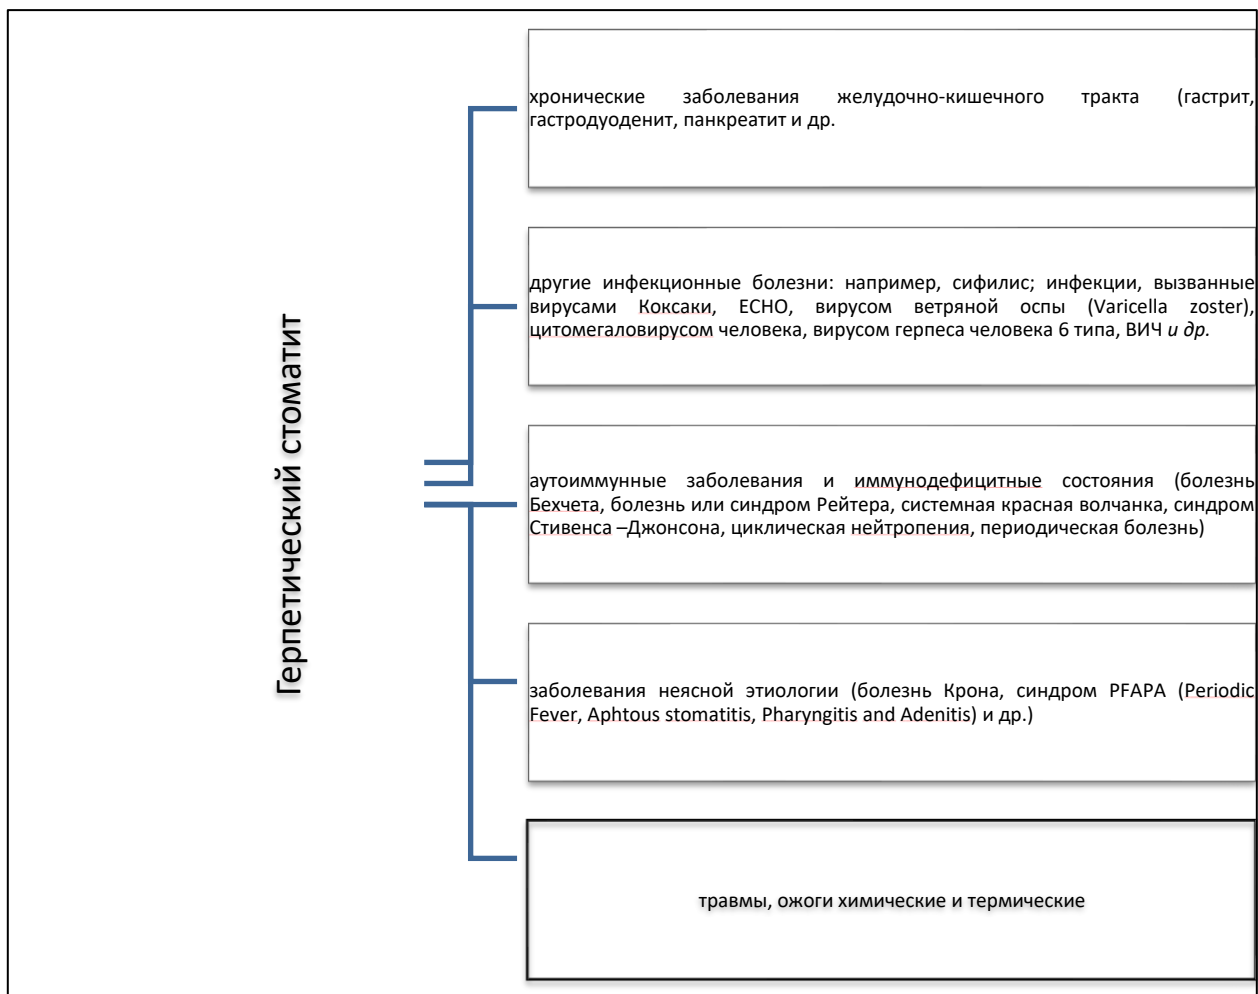 Герпетический стоматит
хронические заболевания желудочно-кишечного тракта (гастрит,
гастродуоденит, панкреатит и др.
другие инфекционные болезни: например, сифилис; инфекции, вызванные
вирусами Коксаки, ECHO, вирусом ветряной оспы (Varicella zoster),
цитомегаловирусом человека, вирусом герпеса человека 6 типа, ВИЧ и др.
аутоиммунные заболевания и иммунодефицитные состояния (болезнь
Бехчета, болезнь или синдром Рейтера, системная красная волчанка, синдром
Стивенса –Джонсона, циклическая нейтропения, периодическая болезнь)
заболевания неясной этиологии (болезнь Крона, синдром PFAPA (Periodic
Fever, Aphtous stomatitis, Pharyngitis and Adenitis) и др.)
травмы, ожоги химические и термические